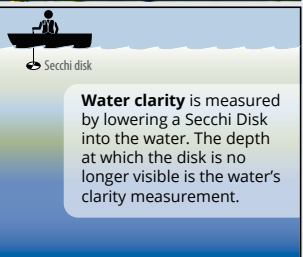 Secchi disk
Water clarity is measured
by lowering a Secchi Disk
into the water. The depth
at which the disk is no
longer visible is the water's
clarity measurement.